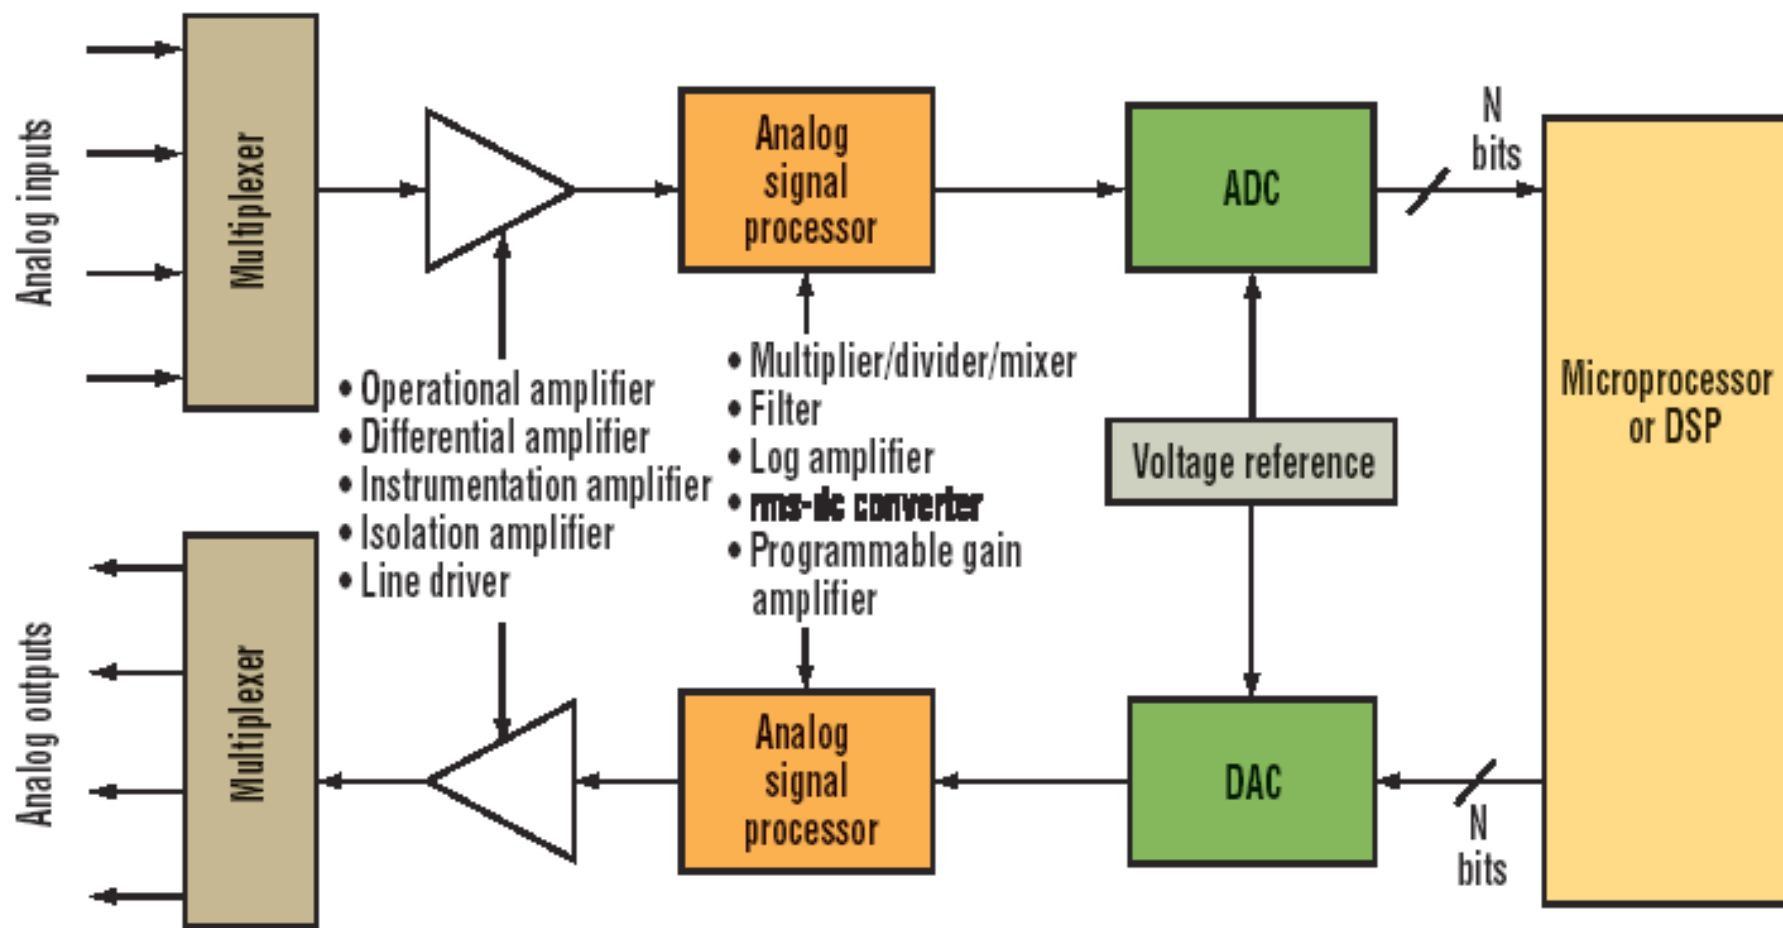 Analog inputs
Multiplexer
Analog
signal
processor
ADC
N
bits
Microprocessor
or DSP
• Operational amplifier
• Differential amplifier
• Instrumentation amplifier
• Isolation amplifier
• Line driver
• Multiplier/divider/mixer
• Filter
• Log amplifier
• rms-dc converter
• Programmable gain
amplifier
Voltage reference
Analog outputs
Multiplexer
Analog
signal
processor
DAC
N
bits